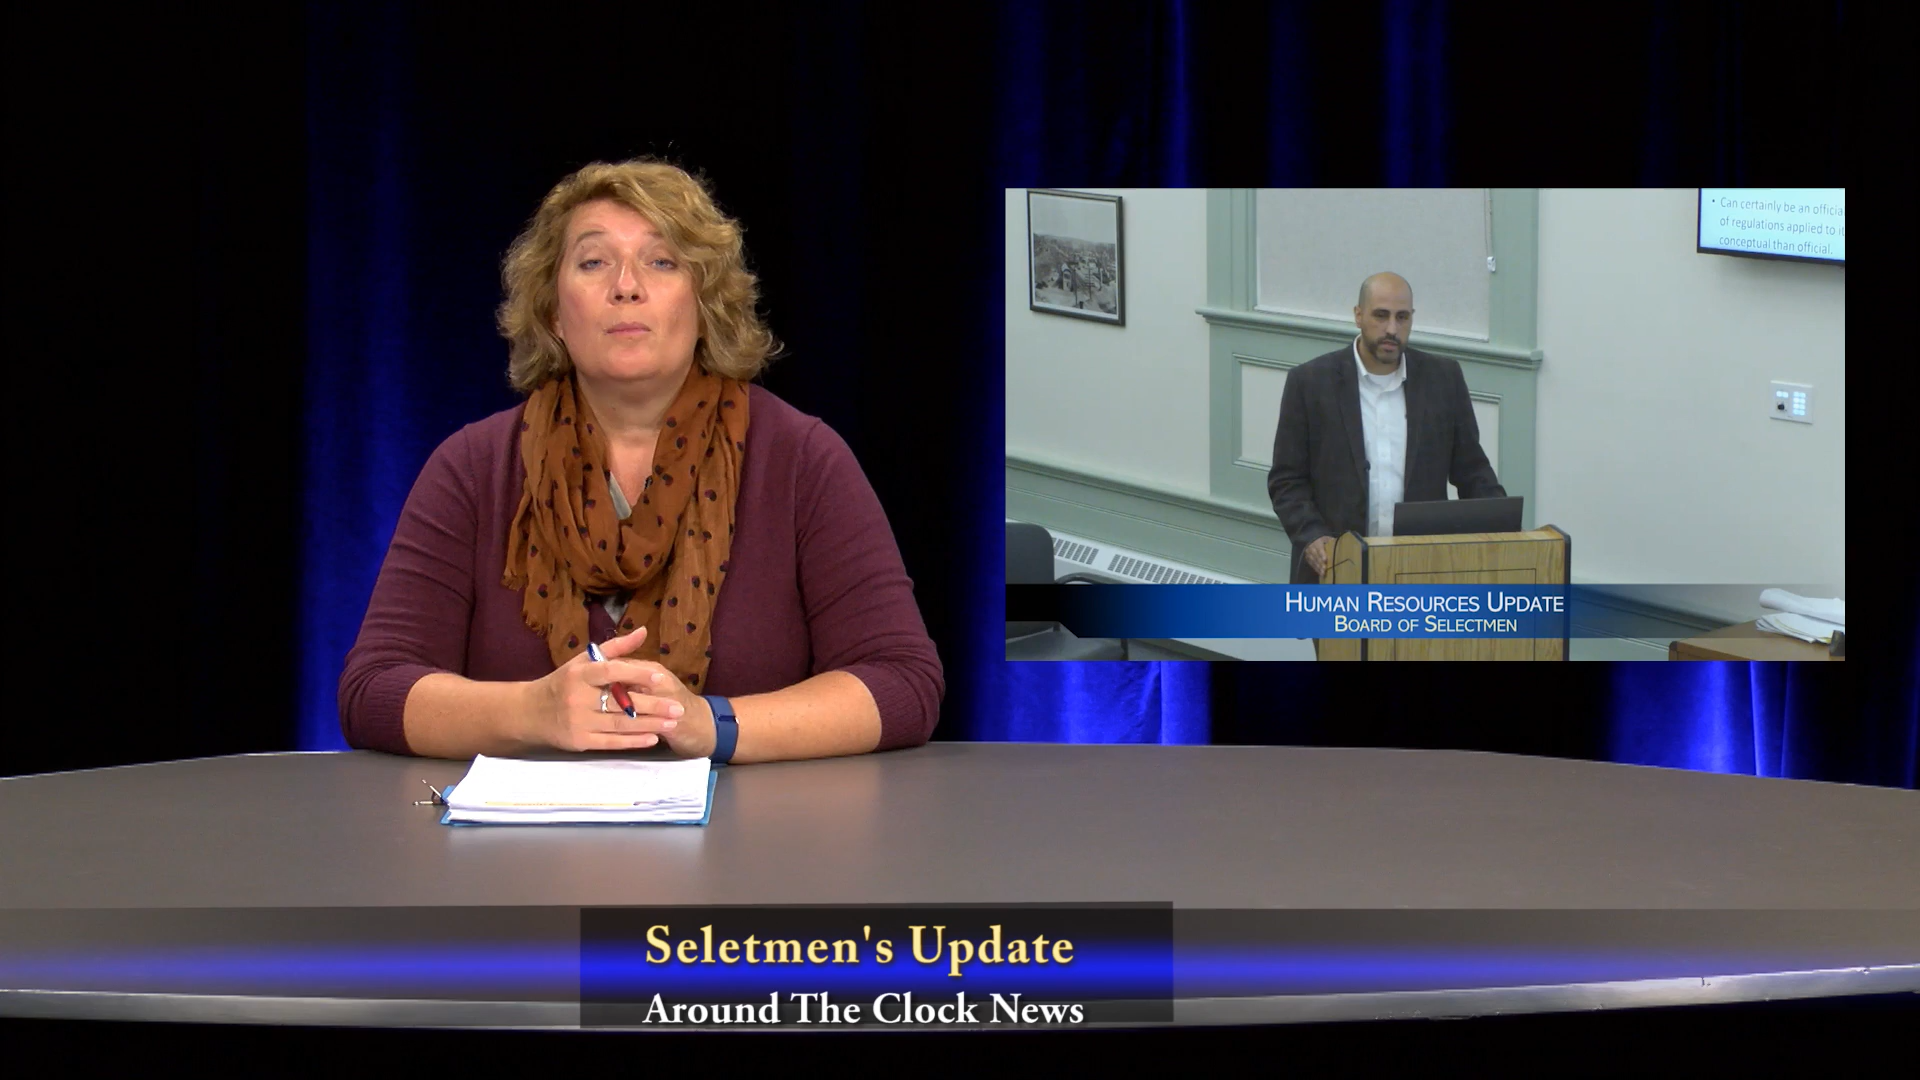 • Can certainly be an officia
of regulations applied to it
conceptual than official.
Human Resources Update
Board of Selectmen
Seletmen's Update
Around The Clock News